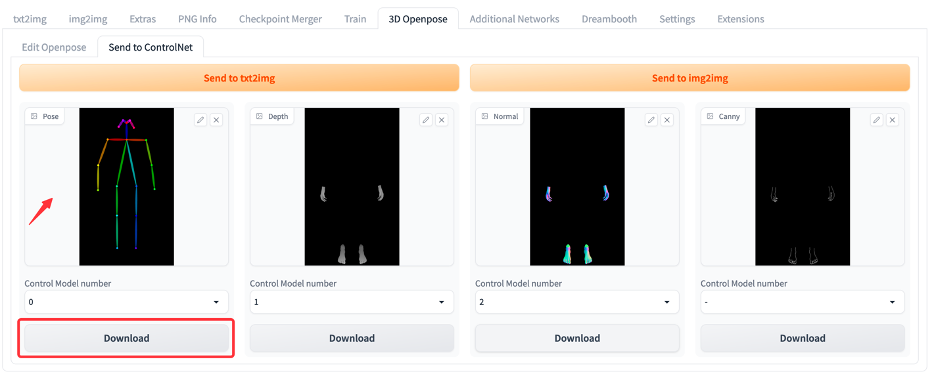 txt2img img2img Extras PNG Info Checkpoint Merger Train 3D Openpose Additional Networks Dreambooth Settings Extensions
Edit Openpose Send to ControlNet
Send to txt2img Send to img2img
Pose Depth Normal Canny
Control Model number Control Model number Control Model number Control Model number
0 1 2 -
Download Download Download Download